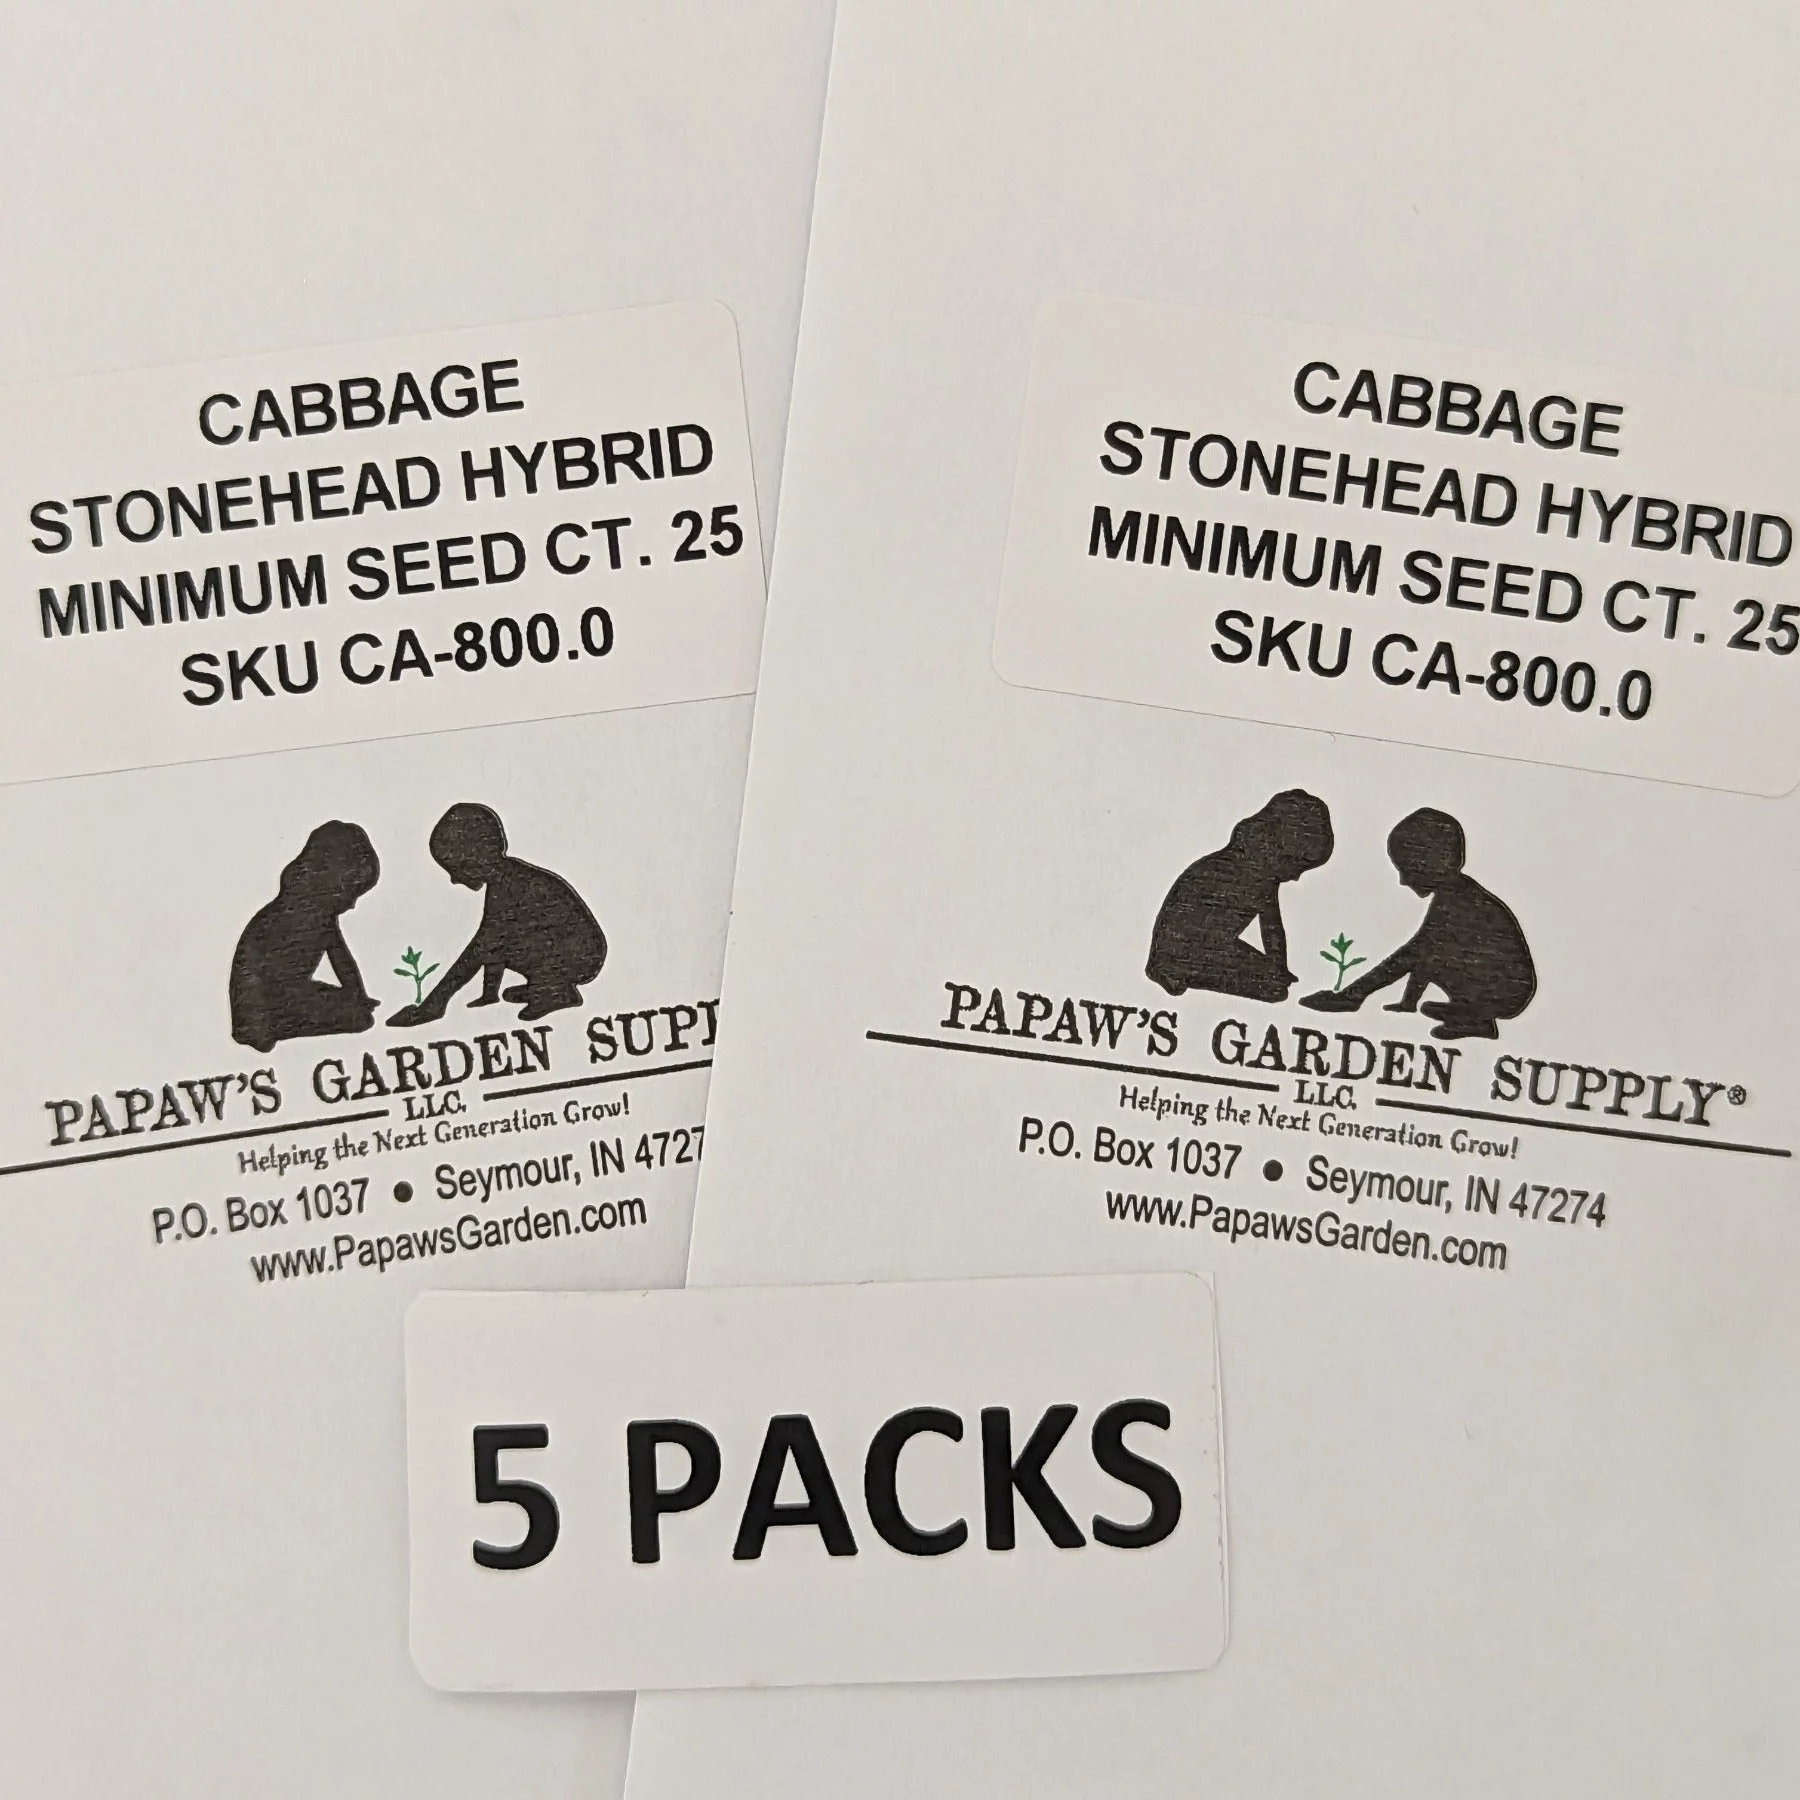 CABBAGE
STONEHEAD HYBRID
MINIMUM SEED CT. 25
SKU CA-800.0
PAPAW'S GARDEN SUPPL
LLC.
Helping the Next Generation Grow!
P.O. Box 1037 • Seymour, IN 4727
www.PapawsGarden.com
CABBAGE
STONEHEAD HYBRID
MINIMUM SEED CT. 25
SKU CA-800.0
PAPAW'S GARDEN SUPPLY®
LLC.
Helping the Next Generation Grow!
P.O. Box 1037 • Seymour, IN 47274
www.PapawsGarden.com
5 PACKS